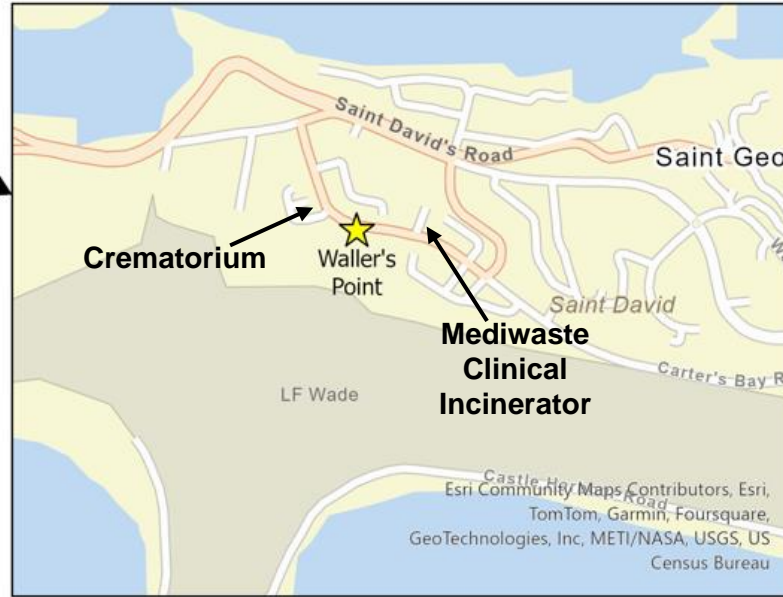 Saint David's Road
Saint Geo
Crematorium
Waller's
Point
Mediwaste
Clinical
Incinerator
Saint David
Carter's Bay R
LF Wade
Castle Harbour Road
Esri Community Maps Contributors, Esri,
TomTom, Garmin, Foursquare,
GeoTechnologies, Inc, METI/NASA, USGS, US
Census Bureau